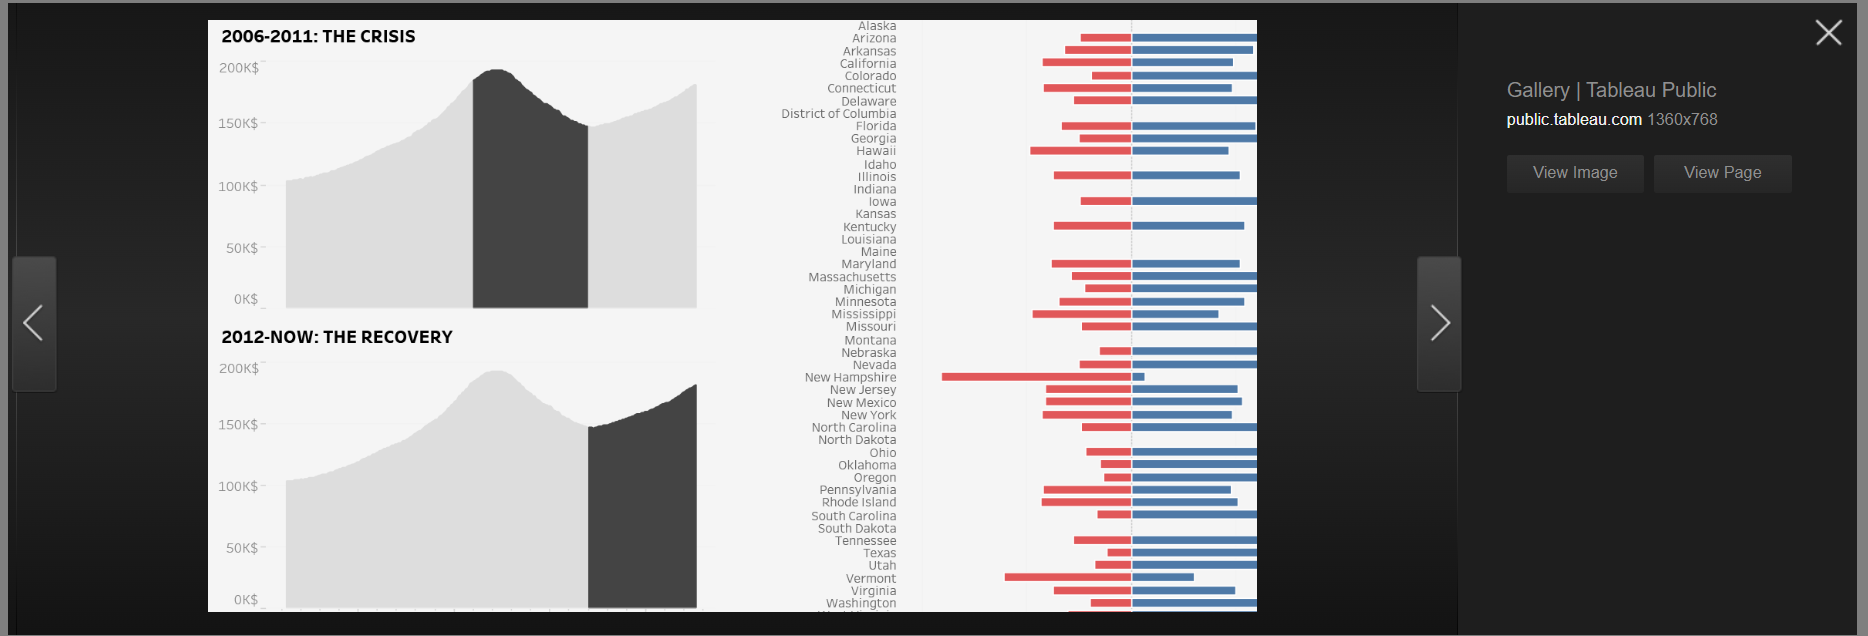 2006-2011: THE CRISIS
200K$
150K$
100K$
50K$
0K$
2012-NOW: THE RECOVERY
200K$
150K$
100K$
50K$
0K$
Alaska
Arizona
Arkansas
California
Colorado
Connecticut
Delaware
District of Columbia
Florida
Georgia
Hawaii
Idaho
Illinois
Indiana
Iowa
Kansas
Kentucky
Louisiana
Maine
Maryland
Massachusetts
Michigan
Minnesota
Mississippi
Missouri
Montana
Nebraska
Nevada
New Hampshire
New Jersey
New Mexico
New York
North Carolina
North Dakota
Ohio
Oklahoma
Oregon
Pennsylvania
Rhode Island
South Carolina
South Dakota
Tennessee
Texas
Utah
Vermont
Virginia
Washington
Gallery | Tableau Public
public.tableau.com 1360x768
View Image
View Page